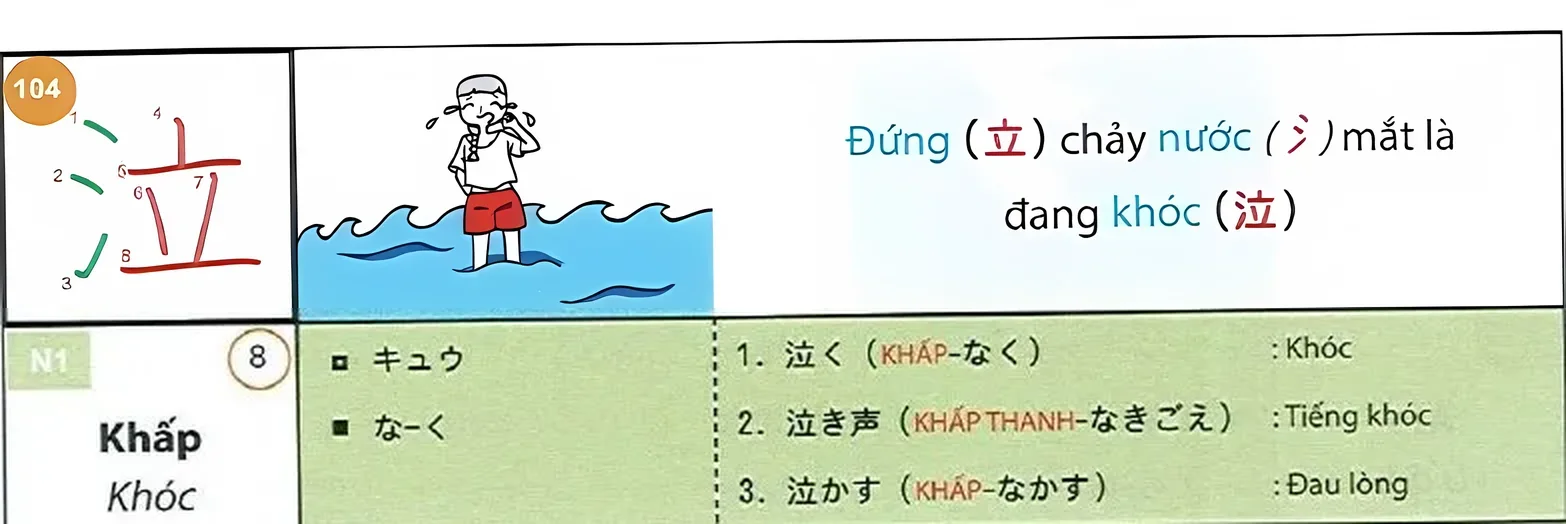 104
1
2
3
4
5
6
7
8
Đứng (立) chảy nước (氵) mắt là
đang khóc (泣)
N1
8
Khấp
Khóc
キュウ
な-く
1. 泣く (KHẤP-なく) : Khóc
2. 泣き声 (KHẤP THANH-なきごえ) : Tiếng khóc
3. 泣かす (KHÁP-なかす) : Đau lòng